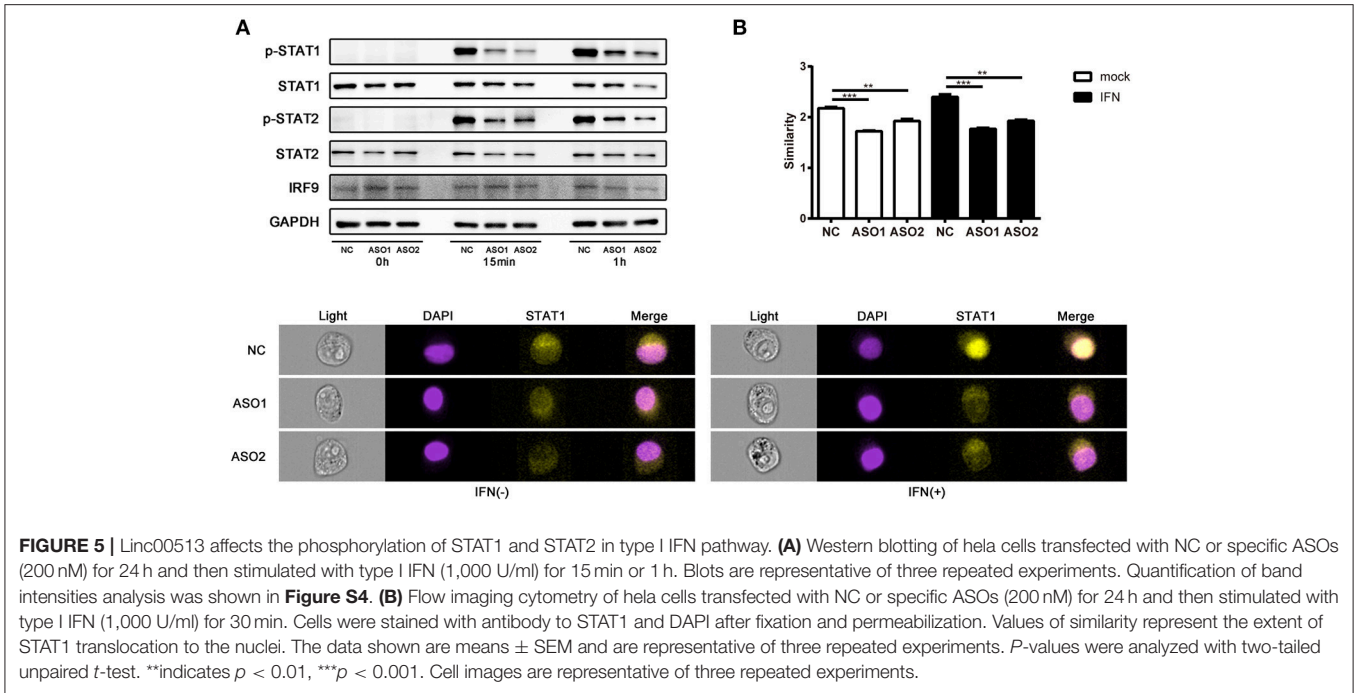 A
p-STAT1
STAT1
p-STAT2
STAT2
IRF9
GAPDH
NC ASO1 ASO2 NC ASO1 ASO2 NC ASO1 ASO2
0h 15min 1h
B
Similarity
3
2
1
0
** ** *** ***
mock
IFN
NC ASO1 ASO2 NC ASO1 ASO2
Light DAPI STAT1 Merge Light DAPI STAT1 Merge
NC
ASO1
ASO2
IFN(-) IFN(+)
FIGURE 5 | Linc00513 affects the phosphorylation of STAT1 and STAT2 in type I IFN pathway. (A) Western blotting of hela cells transfected with NC or specific ASOs
(200 nM) for 24 h and then stimulated with type I IFN (1,000 U/ml) for 15 min or 1 h. Blots are representative of three repeated experiments. Quantification of band
intensities analysis was shown in Figure S4. (B) Flow imaging cytometry of hela cells transfected with NC or specific ASOs (200 nM) for 24 h and then stimulated with
type I IFN (1,000 U/ml) for 30 min. Cells were stained with antibody to STAT1 and DAPI after fixation and permeabilization. Values of similarity represent the extent of
STAT1 translocation to the nuclei. The data shown are means ± SEM and are representative of three repeated experiments. P-values were analyzed with two-tailed
unpaired t-test. **indicates p < 0.01, ***p < 0.001. Cell images are representative of three repeated experiments.